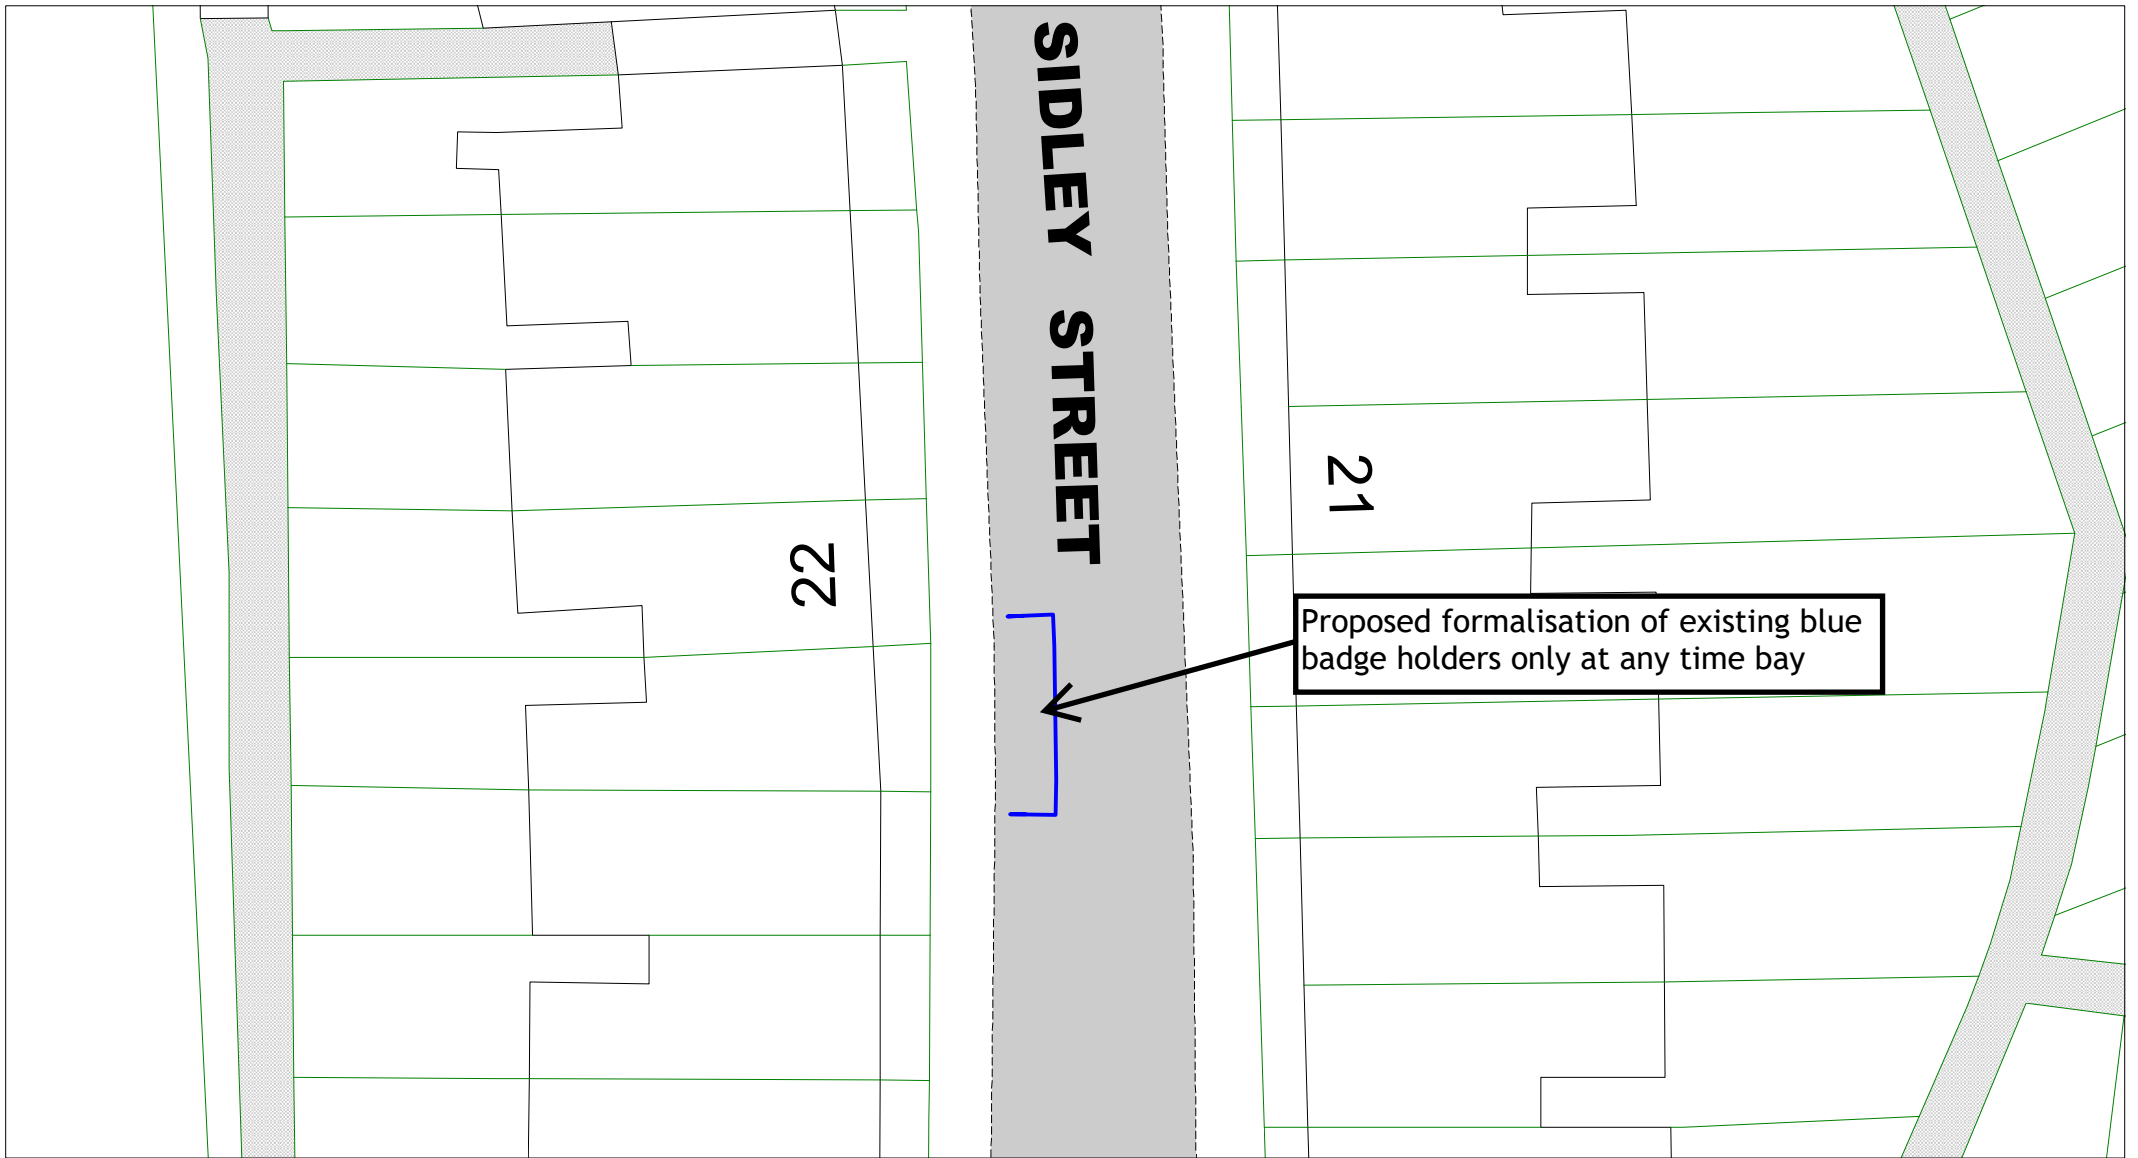 SIDLEY STREET
21
22
Proposed formalisation of existing blue
badge holders only at any time bay